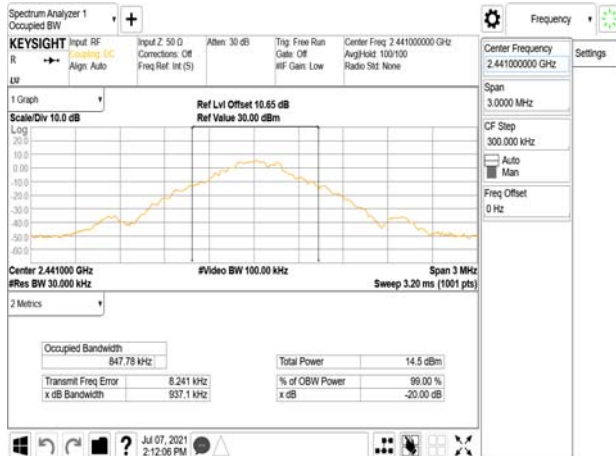 Spectrum Analyzer 1
Occupied BW
+
Frequency
KEYSIGHT
R
LVI
Input: RF
Coupling: DC
Align: Auto
Input Z: 50 Ω
Corrections: Off
Freq Ref: Int (S)
Atten: 30 dB
Trig: Free Run
Gate: Off
#IF Gain: Low
Center Freq: 2.441000000 GHz
Avg|Hold: 100/100
Radio Std: None
Center Frequency
2.441000000 GHz
Settings
Span
3.0000 MHz
CF Step
300.000 kHz
Auto
Man
Freq Offset
0 Hz
1 Graph
Scale/Div 10.0 dB
Ref Lvl Offset 10.65 dB
Ref Value 30.00 dBm
Log
20.0
10.0
0.00
-10.0
-20.0
-30.0
-40.0
-50.0
-60.0
Center 2.441000 GHz
#Res BW 30.000 kHz
#Video BW 100.00 kHz
Span 3 MHz
Sweep 3.20 ms (1001 pts)
2 Metrics
Occupied Bandwidth
847.78 kHz
Total Power 14.5 dBm
Transmit Freq Error 8.241 kHz
% of OBW Power 99.00 %
x dB Bandwidth 937.1 kHz
x dB -20.00 dB
?
Jul 07, 2021
2:12:06 PM